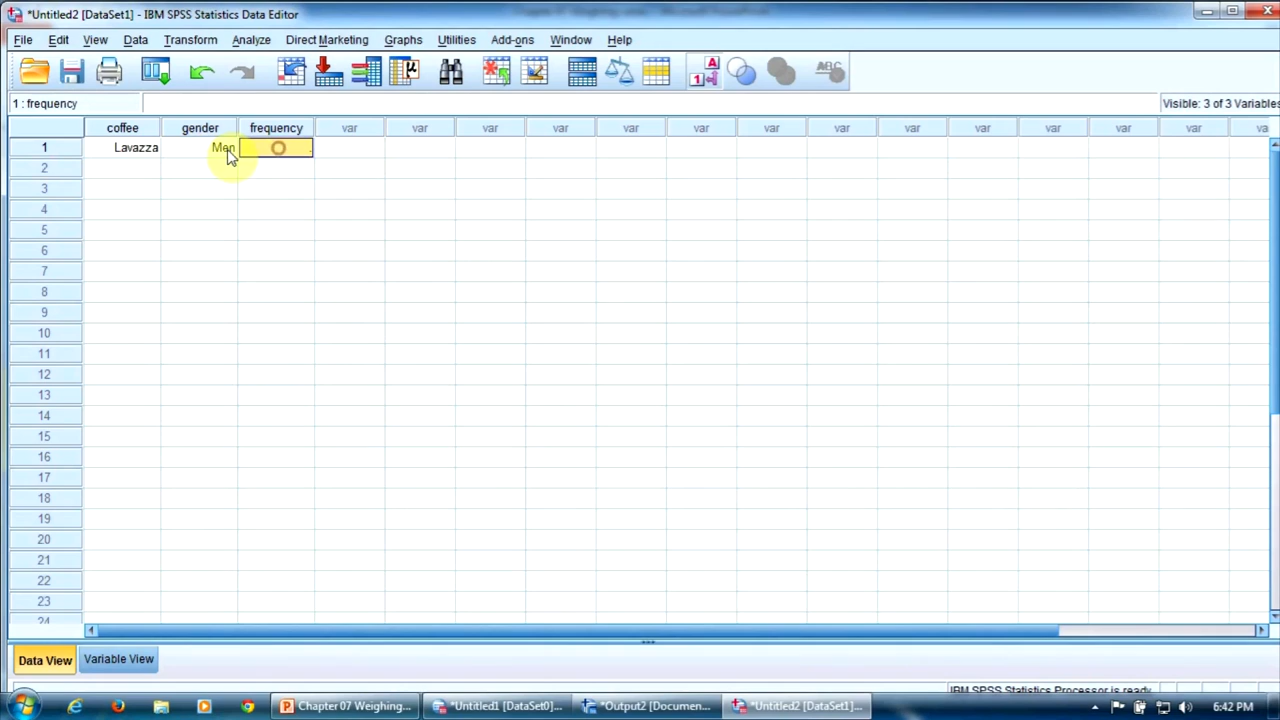 *Untitled2 [DataSet1] - IBM SPSS Statistics Data Editor
File Edit View Data Transform Analyze Direct Marketing Graphs Utilities Add-ons Window Help
1 : frequency
Visible: 3 of 3 Variables
coffee gender frequency var var var var var var var var var var var var var va
1 Lavazza Men .
2
3
4
5
6
7
8
9
10
11
12
13
14
15
16
17
18
19
20
21
22
23
24
Data View Variable View
IBM SPSS Statistics Processor is ready
Chapter 07 Weighing... *Untitled1 [DataSet0]... *Output2 [Documen... *Untitled2 [DataSet1]... 6:42 PM